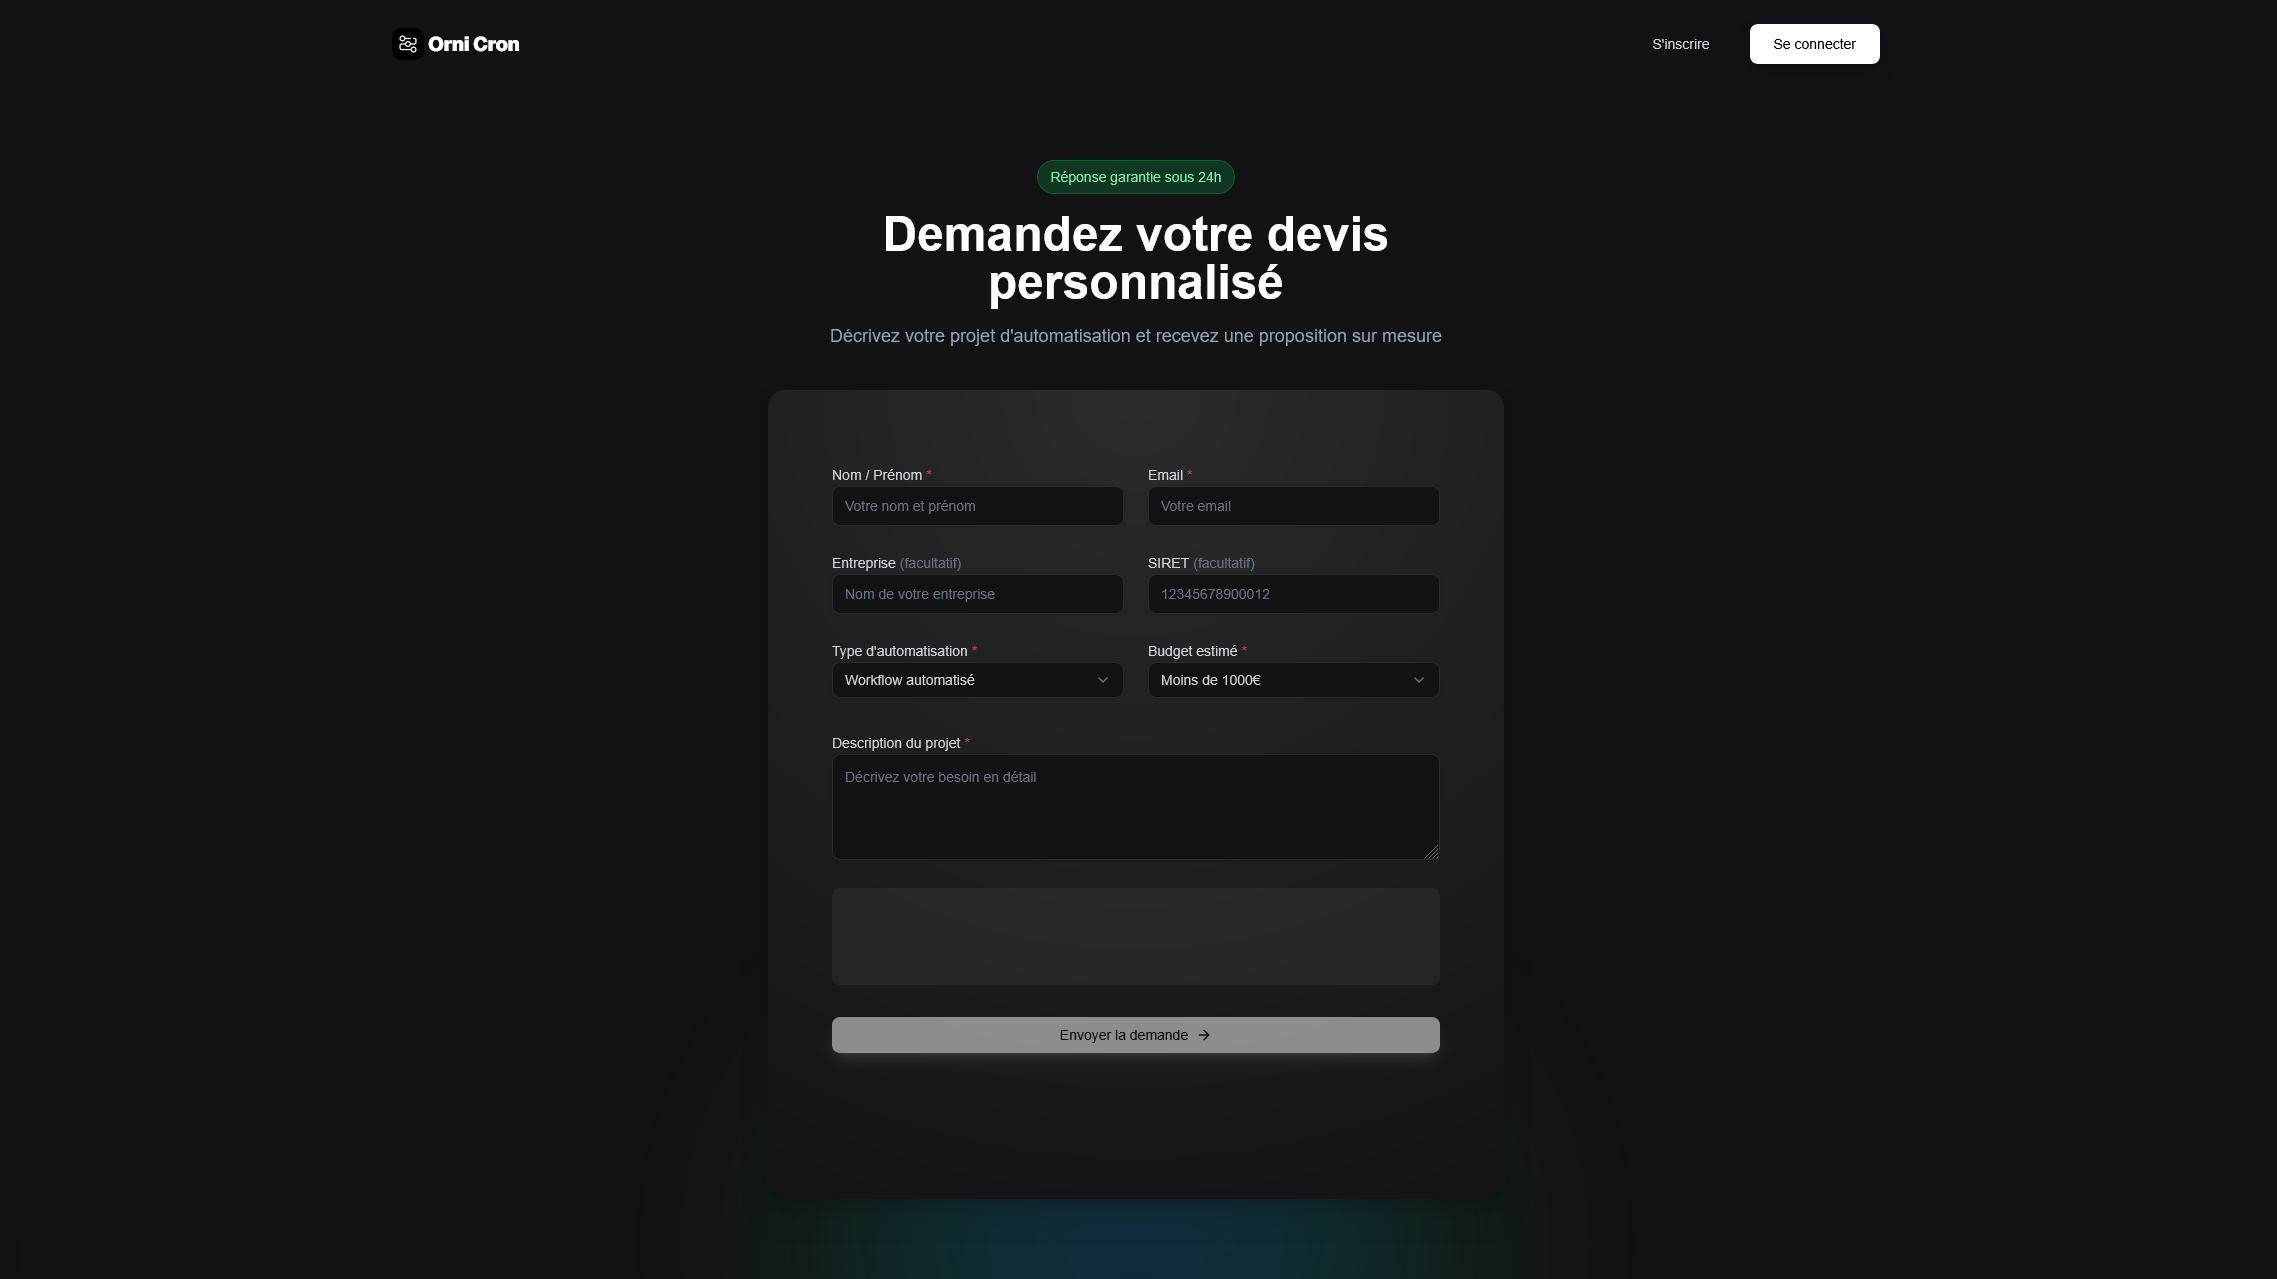 Orni Cron
S'inscrire
Se connecter
Réponse garantie sous 24h
Demandez votre devis
personnalisé
Décrivez votre projet d'automatisation et recevez une proposition sur mesure
Nom / Prénom *
Email *
Votre nom et prénom
Votre email
Entreprise (facultatif)
SIRET (facultatif)
Nom de votre entreprise
12345678900012
Type d'automatisation *
Budget estimé *
Workflow automatisé
Moins de 1000€
Description du projet *
Décrivez votre besoin en détail
Envoyer la demande →